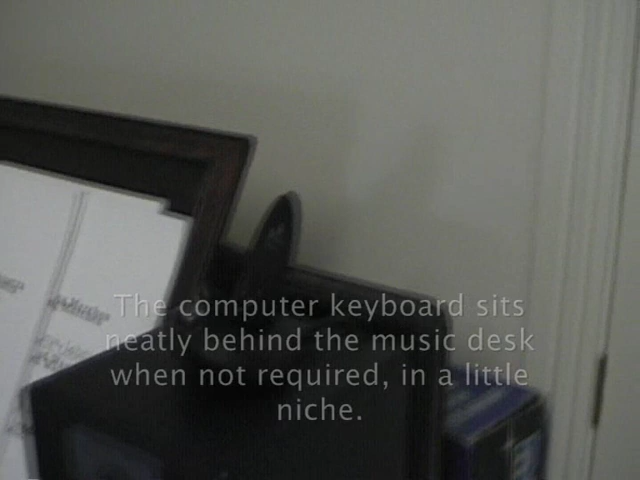 The computer keyboard sits
neatly behind the music desk
when not required, in a little
niche.